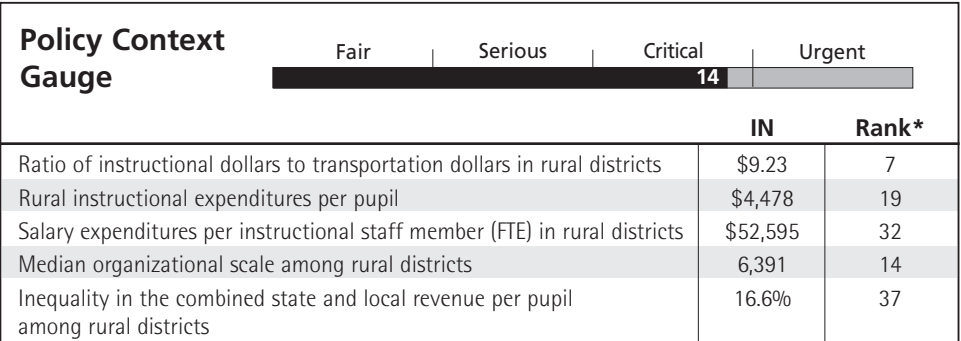 Policy Context
Gauge
Fair Serious Critical Urgent
14
IN Rank*
Ratio of instructional dollars to transportation dollars in rural districts $9.23 7
Rural instructional expenditures per pupil $4,478 19
Salary expenditures per instructional staff member (FTE) in rural districts $52,595 32
Median organizational scale among rural districts 6,391 14
Inequality in the combined state and local revenue per pupil 16.6% 37
among rural districts